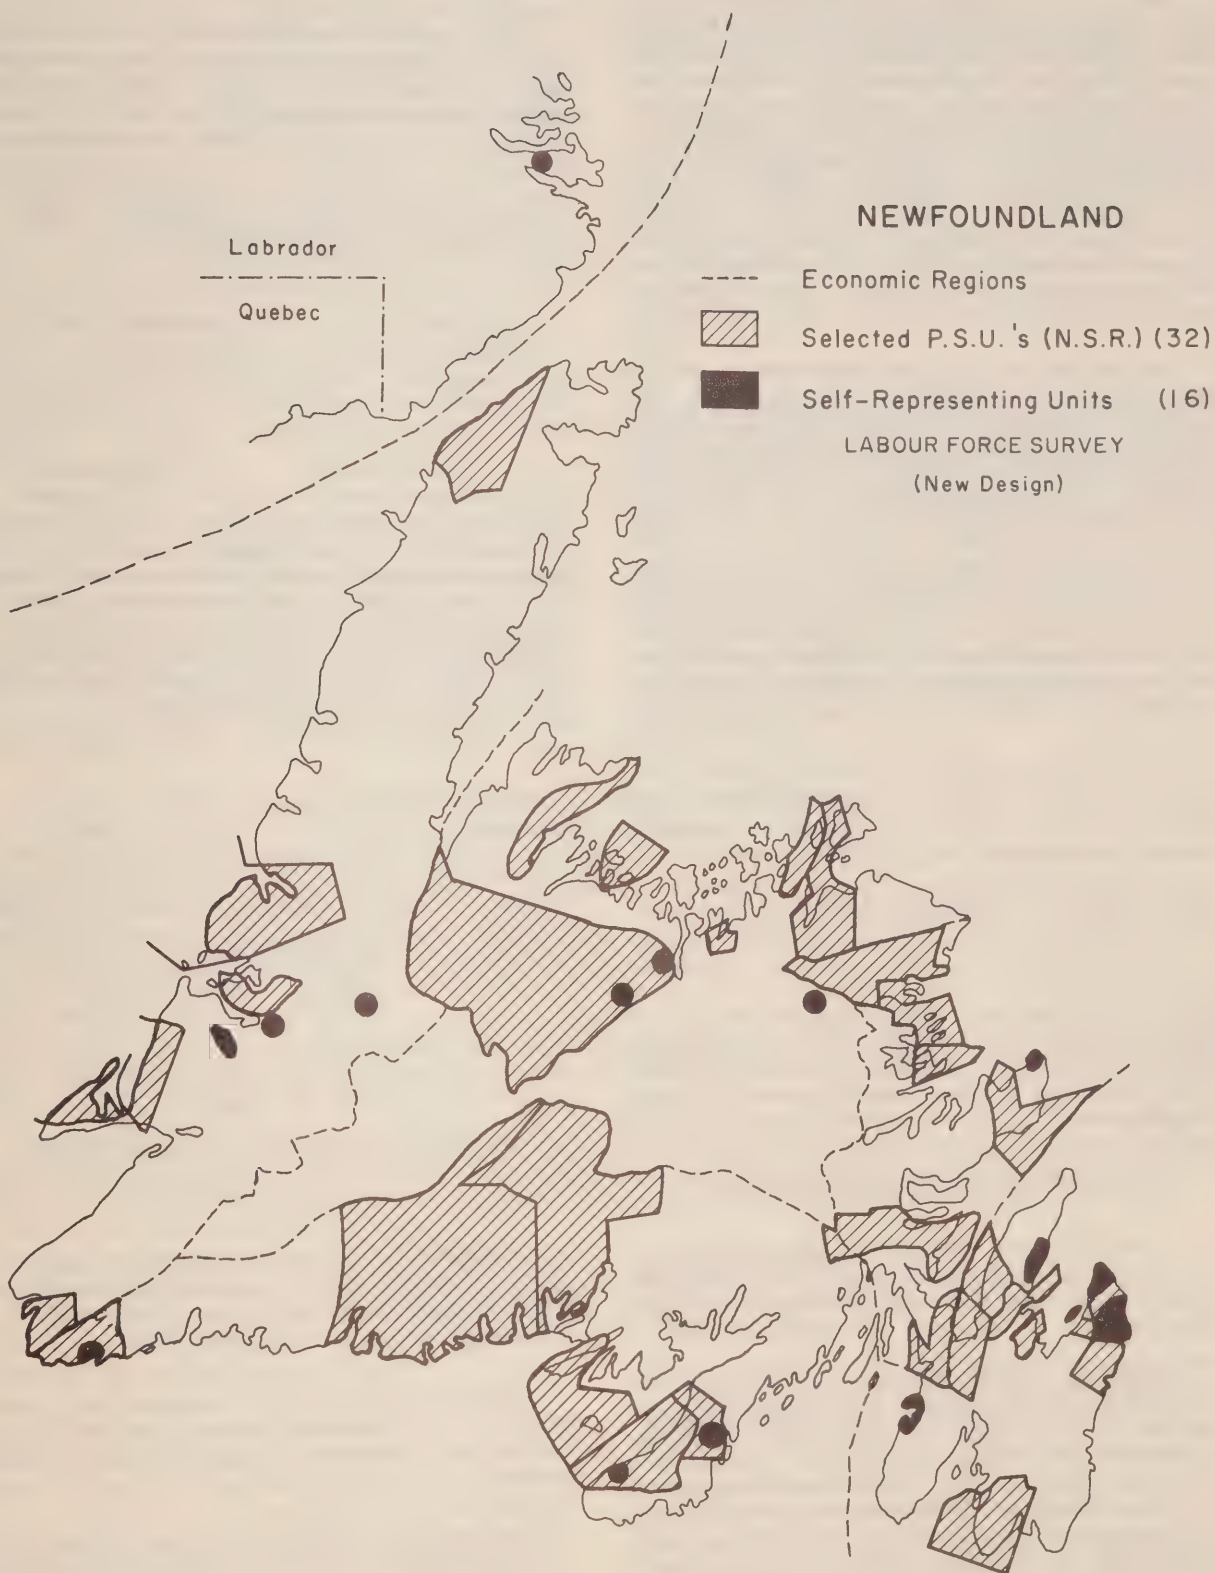 NEWFOUNDLAND
Labrador
Quebec
Economic Regions
Selected P.S.U.'s (N.S.R.) (32)
Self-Representing Units (16)
LABOUR FORCE SURVEY
(New Design)